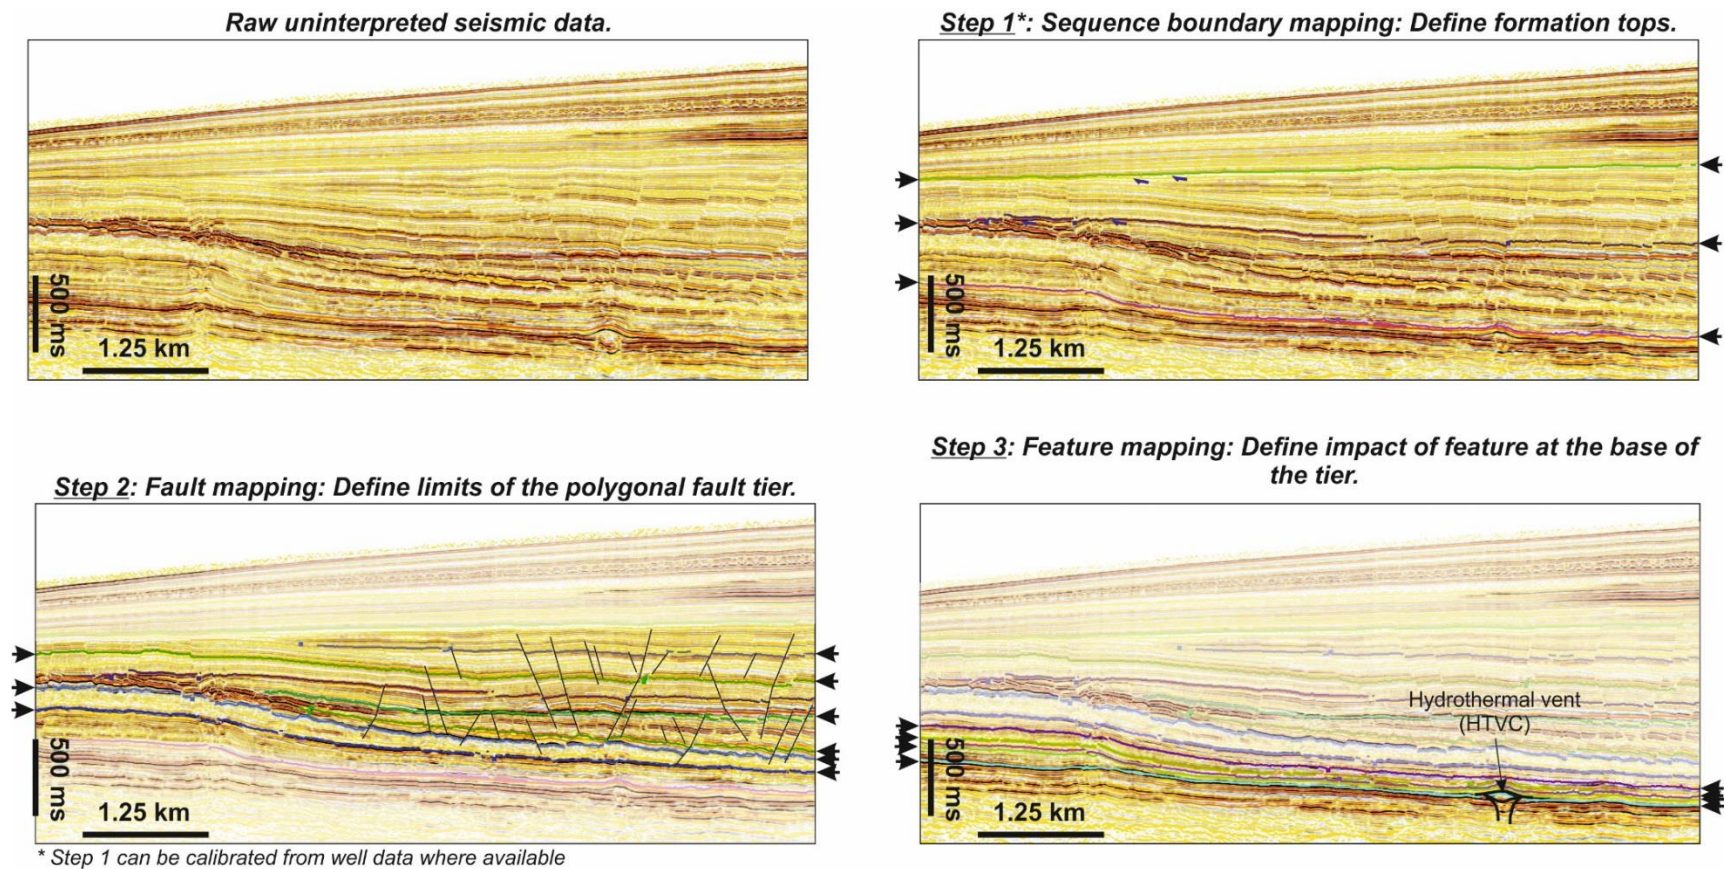 Raw uninterpreted seismic data.
500 ms
1.25 km
Step 1*: Sequence boundary mapping: Define formation tops.
500 ms
1.25 km
Step 2: Fault mapping: Define limits of the polygonal fault tier.
500 ms
1.25 km
* Step 1 can be calibrated from well data where available
Step 3: Feature mapping: Define impact of feature at the base of
the tier.
Hydrothermal vent
(HTVC)
500 ms
1.25 km